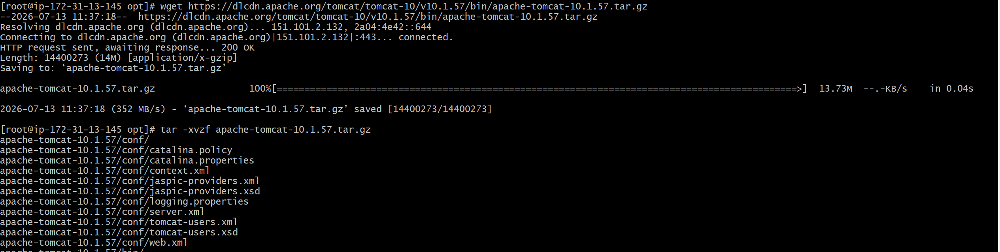 [root@ip-172-31-13-145 opt]# wget https://dlcdn.apache.org/tomcat/tomcat-10/v10.1.57/bin/apache-tomcat-10.1.57.tar.gz
--2026-07-13 11:37:18--  https://dlcdn.apache.org/tomcat/tomcat-10/v10.1.57/bin/apache-tomcat-10.1.57.tar.gz
Resolving dlcdn.apache.org (dlcdn.apache.org)... 151.101.2.132, 2a04:4e42::644
Connecting to dlcdn.apache.org (dlcdn.apache.org)|151.101.2.132|:443... connected.
HTTP request sent, awaiting response... 200 OK
Length: 14400273 (14M) [application/x-gzip]
Saving to: ‘apache-tomcat-10.1.57.tar.gz’
apache-tomcat-10.1.57.tar.gz                 100%[==============================================================================================>]  13.73M  --.-KB/s    in 0.04s
2026-07-13 11:37:18 (352 MB/s) - ‘apache-tomcat-10.1.57.tar.gz’ saved [14400273/14400273]
[root@ip-172-31-13-145 opt]# tar -xvzf apache-tomcat-10.1.57.tar.gz
apache-tomcat-10.1.57/conf/
apache-tomcat-10.1.57/conf/catalina.policy
apache-tomcat-10.1.57/conf/catalina.properties
apache-tomcat-10.1.57/conf/context.xml
apache-tomcat-10.1.57/conf/jaspic-providers.xml
apache-tomcat-10.1.57/conf/jaspic-providers.xsd
apache-tomcat-10.1.57/conf/logging.properties
apache-tomcat-10.1.57/conf/server.xml
apache-tomcat-10.1.57/conf/tomcat-users.xml
apache-tomcat-10.1.57/conf/tomcat-users.xsd
apache-tomcat-10.1.57/conf/web.xml
apache-tomcat-10.1.57/bin/